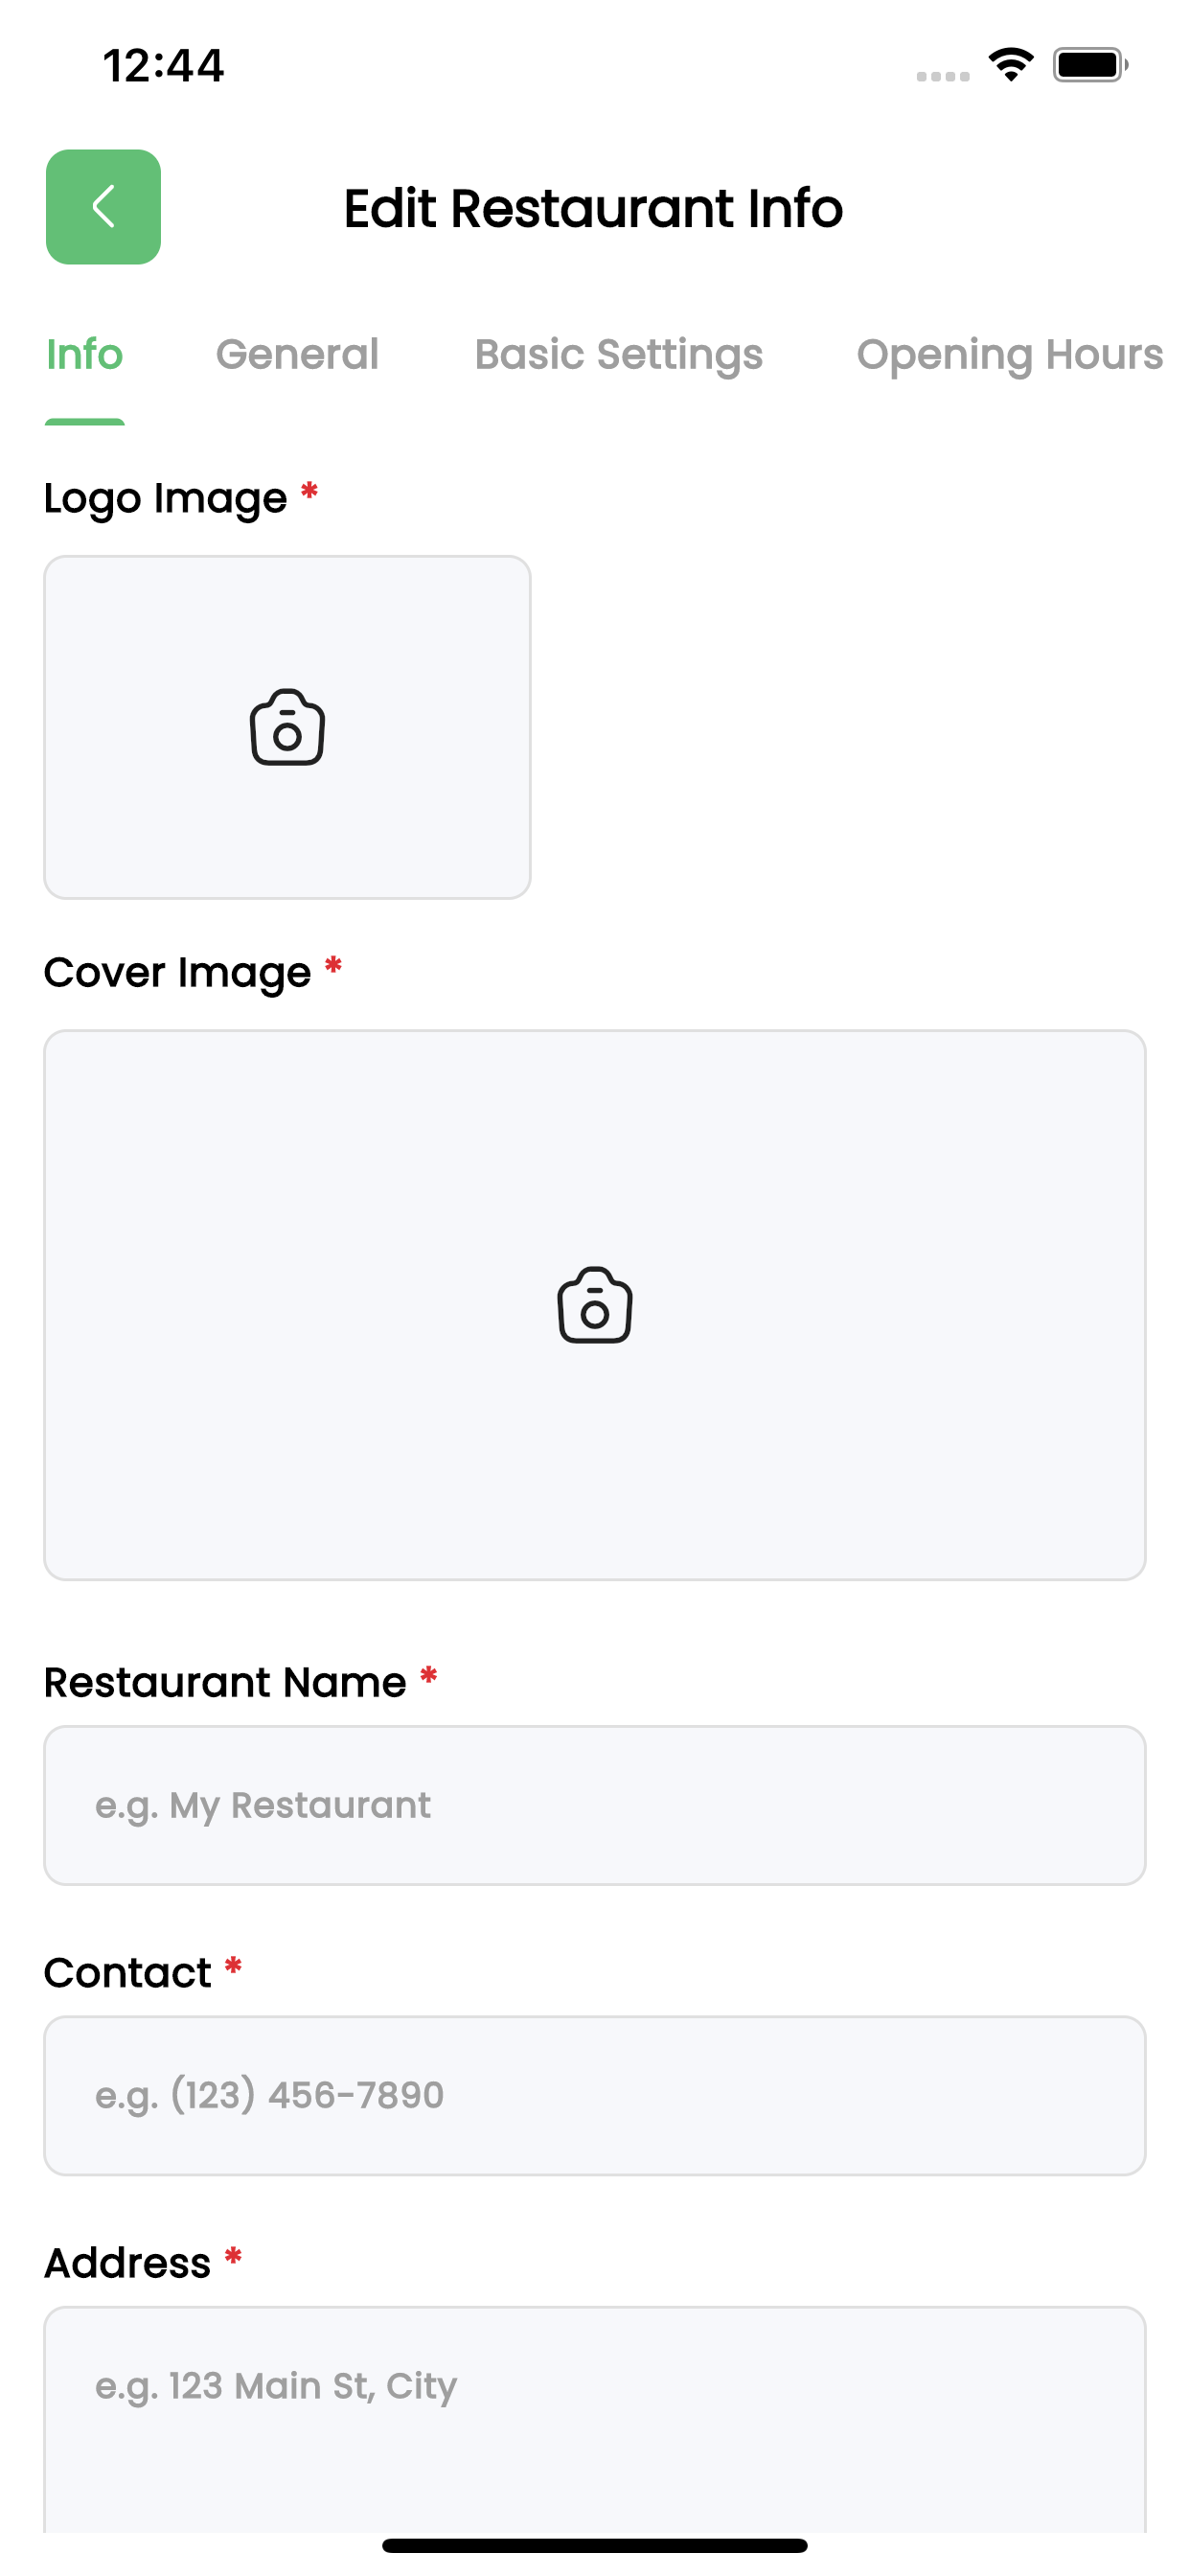 12:44
Edit Restaurant Info
Info General Basic Settings Opening Hours
Logo Image *
Cover Image *
Restaurant Name *
e.g. My Restaurant
Contact *
e.g. (123) 456-7890
Address *
e.g. 123 Main St, City